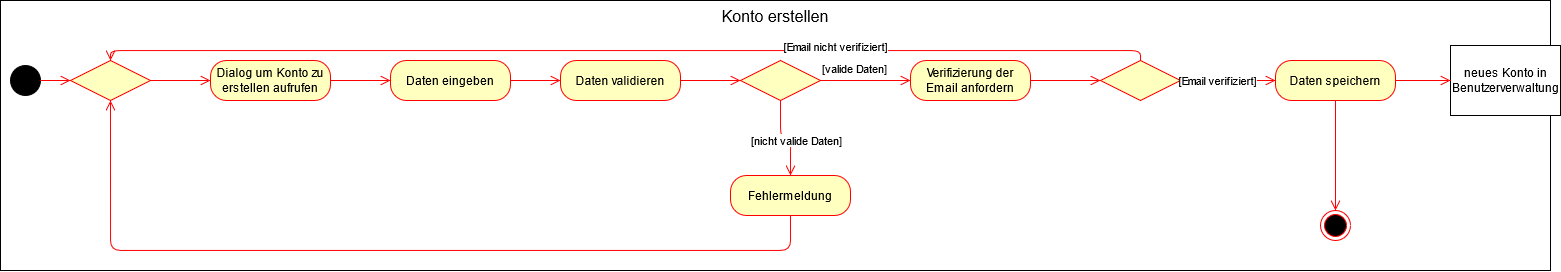 Konto erstellen
[Email nicht verifiziert]
Dialog um Konto zu
erstellen aufrufen
Daten eingeben
Daten validieren
[valide Daten]
Verifizierung der
Email anfordern
[Email verifiziert]
Daten speichern
neues Konto in
Benutzerverwaltung
[nicht valide Daten]
Fehlermeldung